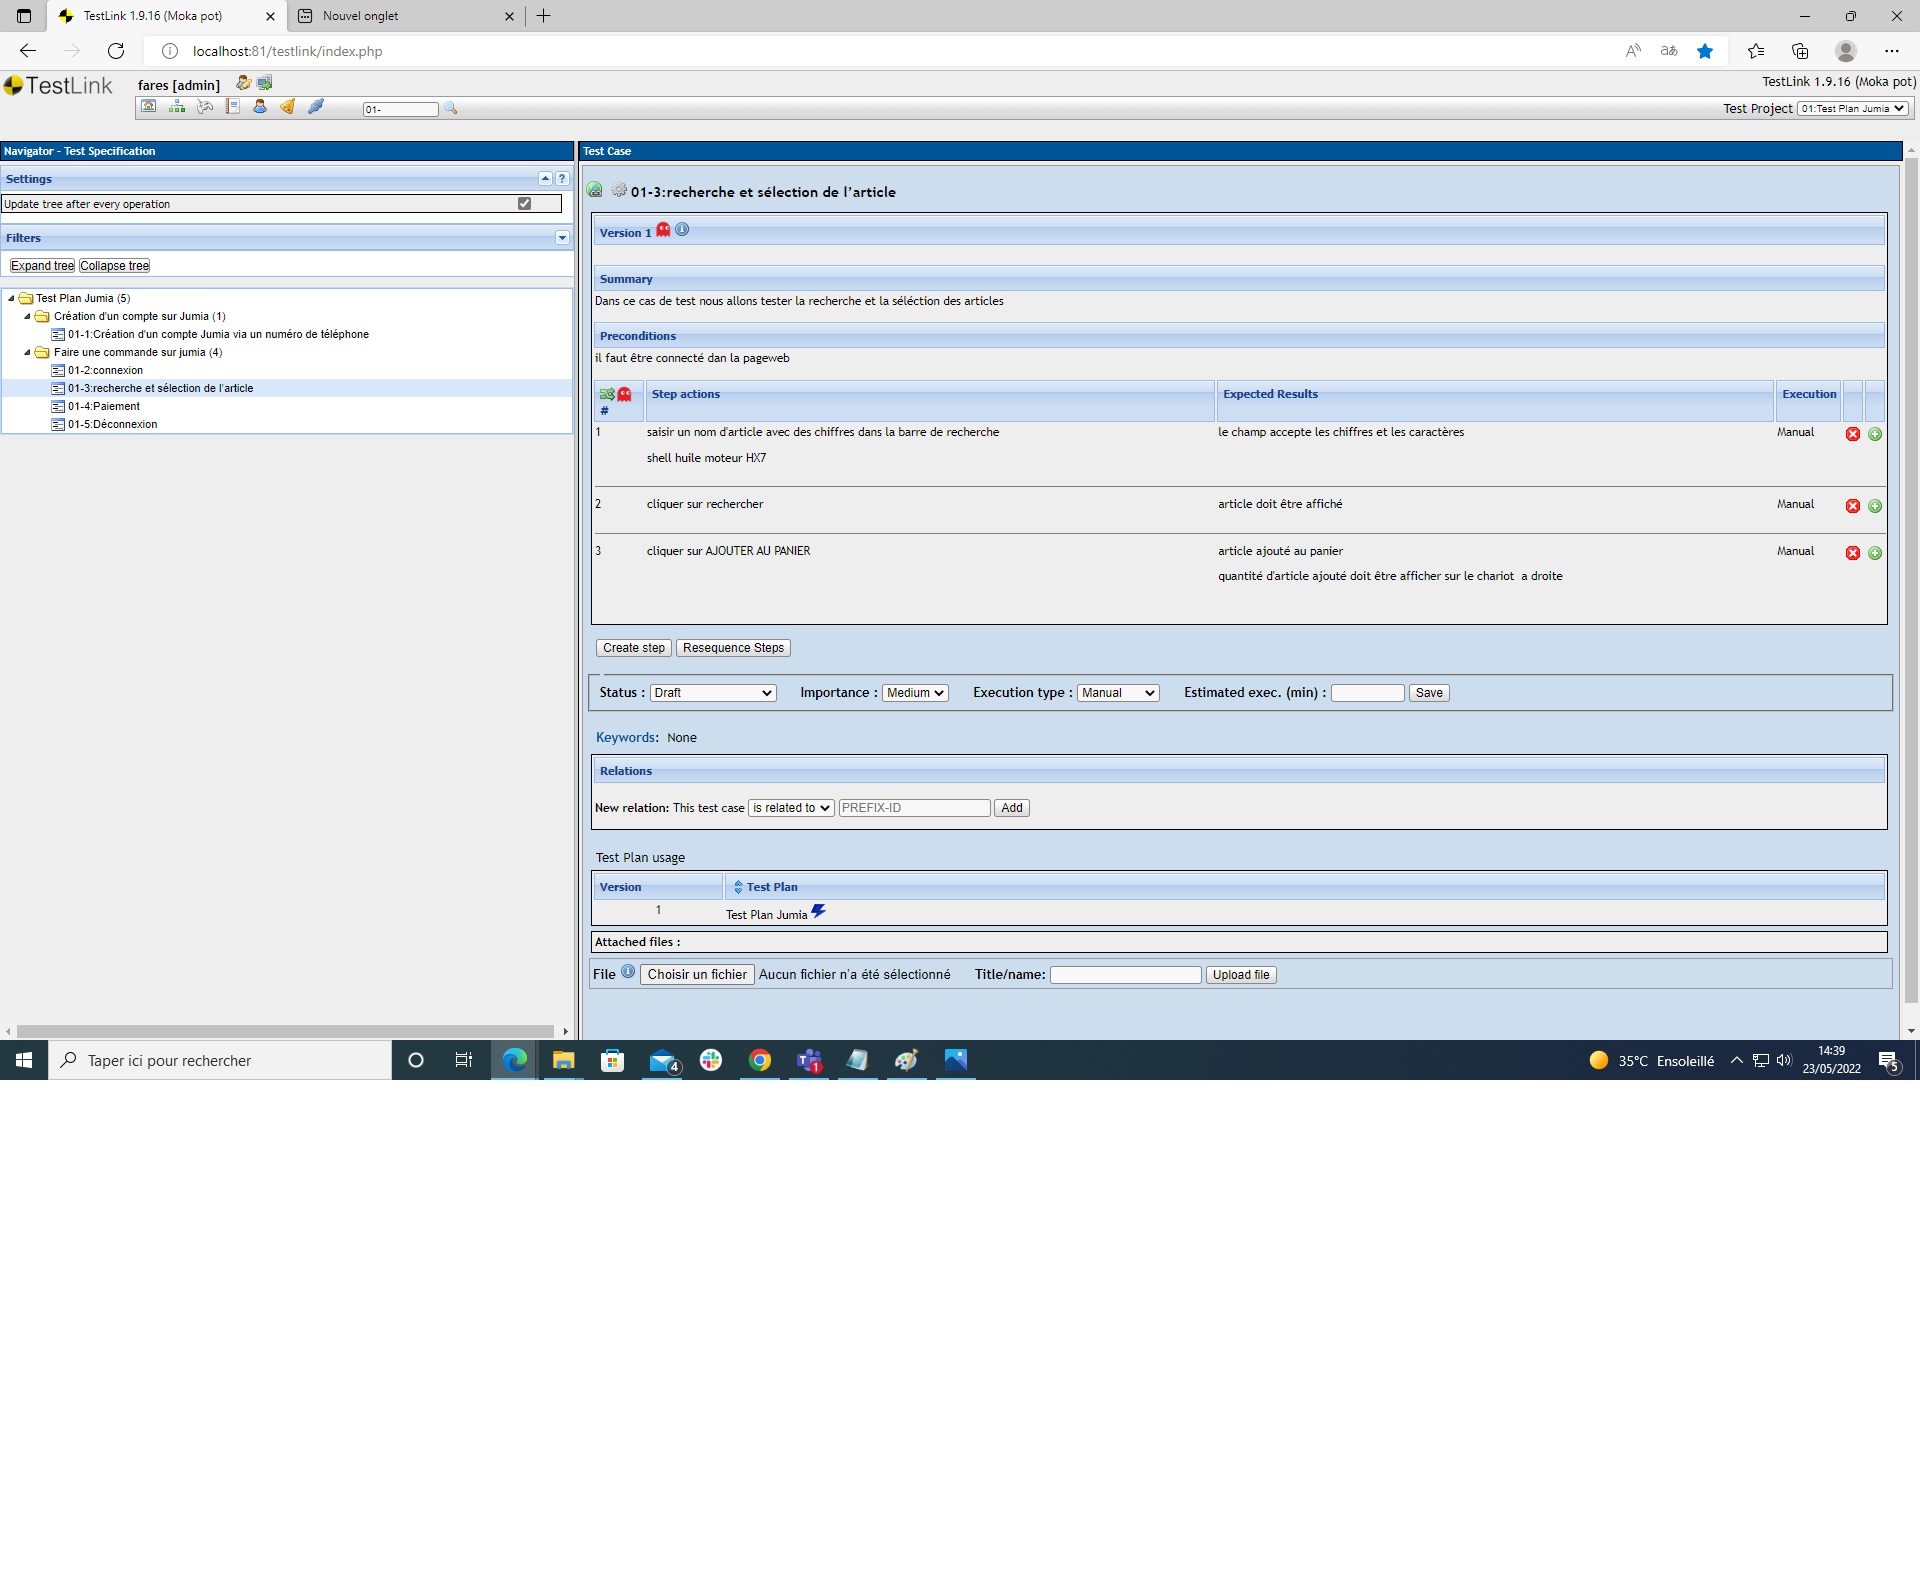 TestLink 1.9.16 (Moka pot)
Nouvel onglet
localhost:81/testlink/index.php
TestLink
fares [admin]
TestLink 1.9.16 (Moka pot)
01-
Test Project 01:Test Plan Jumia
Navigator - Test Specification
Settings
?
Update tree after every operation
Filters
Expand tree Collapse tree
Test Plan Jumia (5)
Création d'un compte sur Jumia (1)
01-1:Création d'un compte Jumia via un numéro de téléphone
Faire une commande sur jumia (4)
01-2:connexion
01-3:recherche et sélection de l'article
01-4:Paiement
01-5:Déconnexion
Test Case
01-3:recherche et sélection de l'article
Version 1
Summary
Dans ce cas de test nous allons tester la recherche et la séléction des articles
Preconditions
il faut être connecté dan la pageweb
# Step actions Expected Results Execution
1 saisir un nom d'article avec des chiffres dans la barre de recherche le champ accepte les chiffres et les caractères Manual
shell huile moteur HX7
2 cliquer sur rechercher article doit être affiché Manual
3 cliquer sur AJOUTER AU PANIER article ajouté au panier Manual
quantité d'article ajouté doit être afficher sur le chariot a droite
Create step Resequence Steps
Status : Draft Importance : Medium Execution type : Manual Estimated exec. (min) : Save
Keywords: None
Relations
New relation: This test case is related to PREFIX-ID Add
Test Plan usage
Version Test Plan
1 Test Plan Jumia
Attached files :
File Choisir un fichier Aucun fichier n'a été sélectionné Title/name: Upload file
Taper ici pour rechercher
4
1
35°C Ensoleillé
14:39
23/05/2022
5